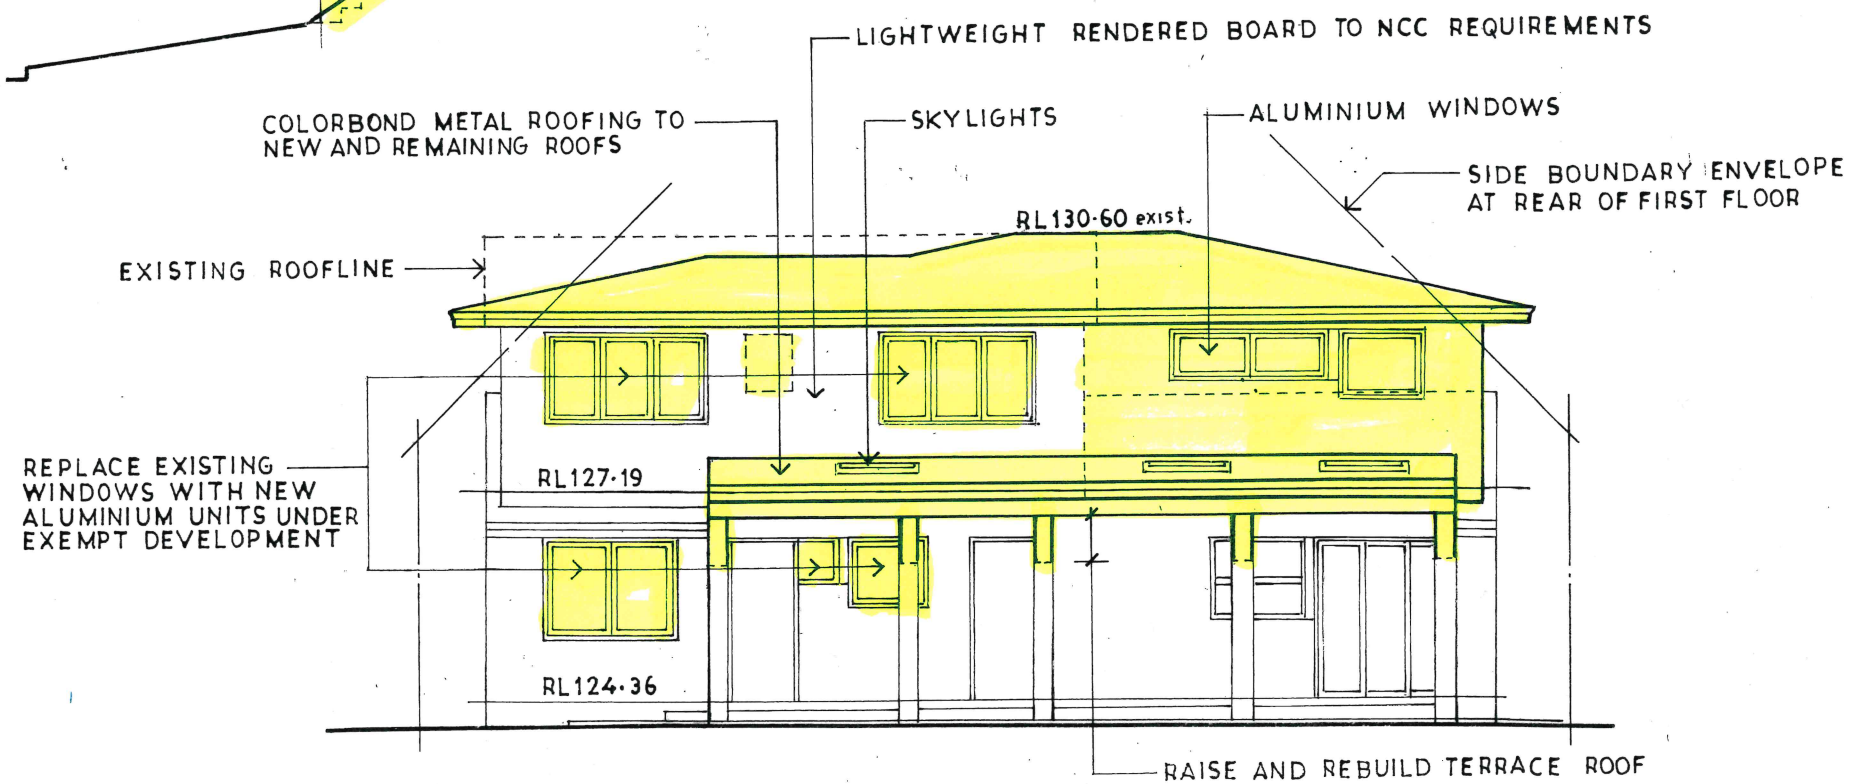 LIGHTWEIGHT RENDERED BOARD TO NCC REQUIREMENTS
COLORBOND METAL ROOFING TO
NEW AND REMAINING ROOFS
SKYLIGHTS
ALUMINIUM WINDOWS
SIDE BOUNDARY ENVELOPE
AT REAR OF FIRST FLOOR
RL130·60 exist.
EXISTING ROOFLINE
REPLACE EXISTING
WINDOWS WITH NEW
ALUMINIUM UNITS UNDER
EXEMPT DEVELOPMENT
RL127·19
RL124·36
RAISE AND REBUILD TERRACE ROOF